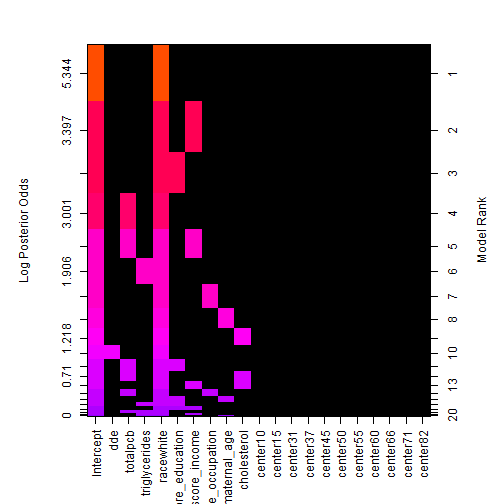 Log Posterior Odds
5.344
3.397
3.001
1.906
1.218
0.71
0
1
2
3
4
5
6
7
8
10
13
20
Model Rank
Intercept
dde
totalpcb
triglycerides
racewhite
ore_education
score_income
e_occupation
maternal_age
cholesterol
center10
center15
center31
center37
center45
center50
center55
center60
center66
center71
center82